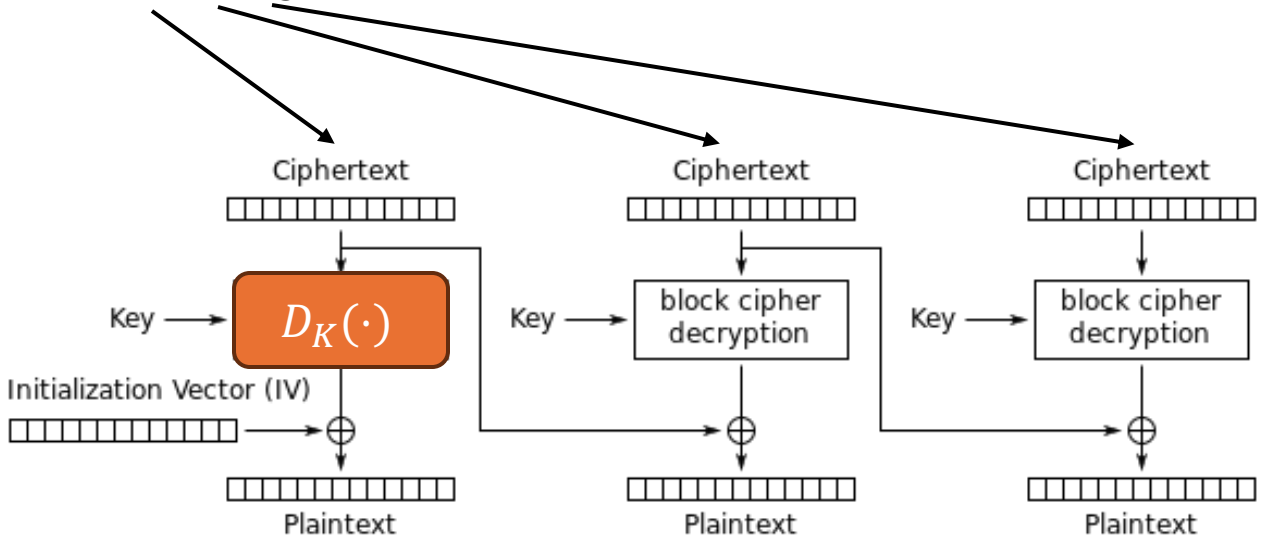 Ciphertext
Ciphertext
Ciphertext
Key
D_K(·)
Key
block cipher
decryption
Key
block cipher
decryption
Initialization Vector (IV)
Plaintext
Plaintext
Plaintext